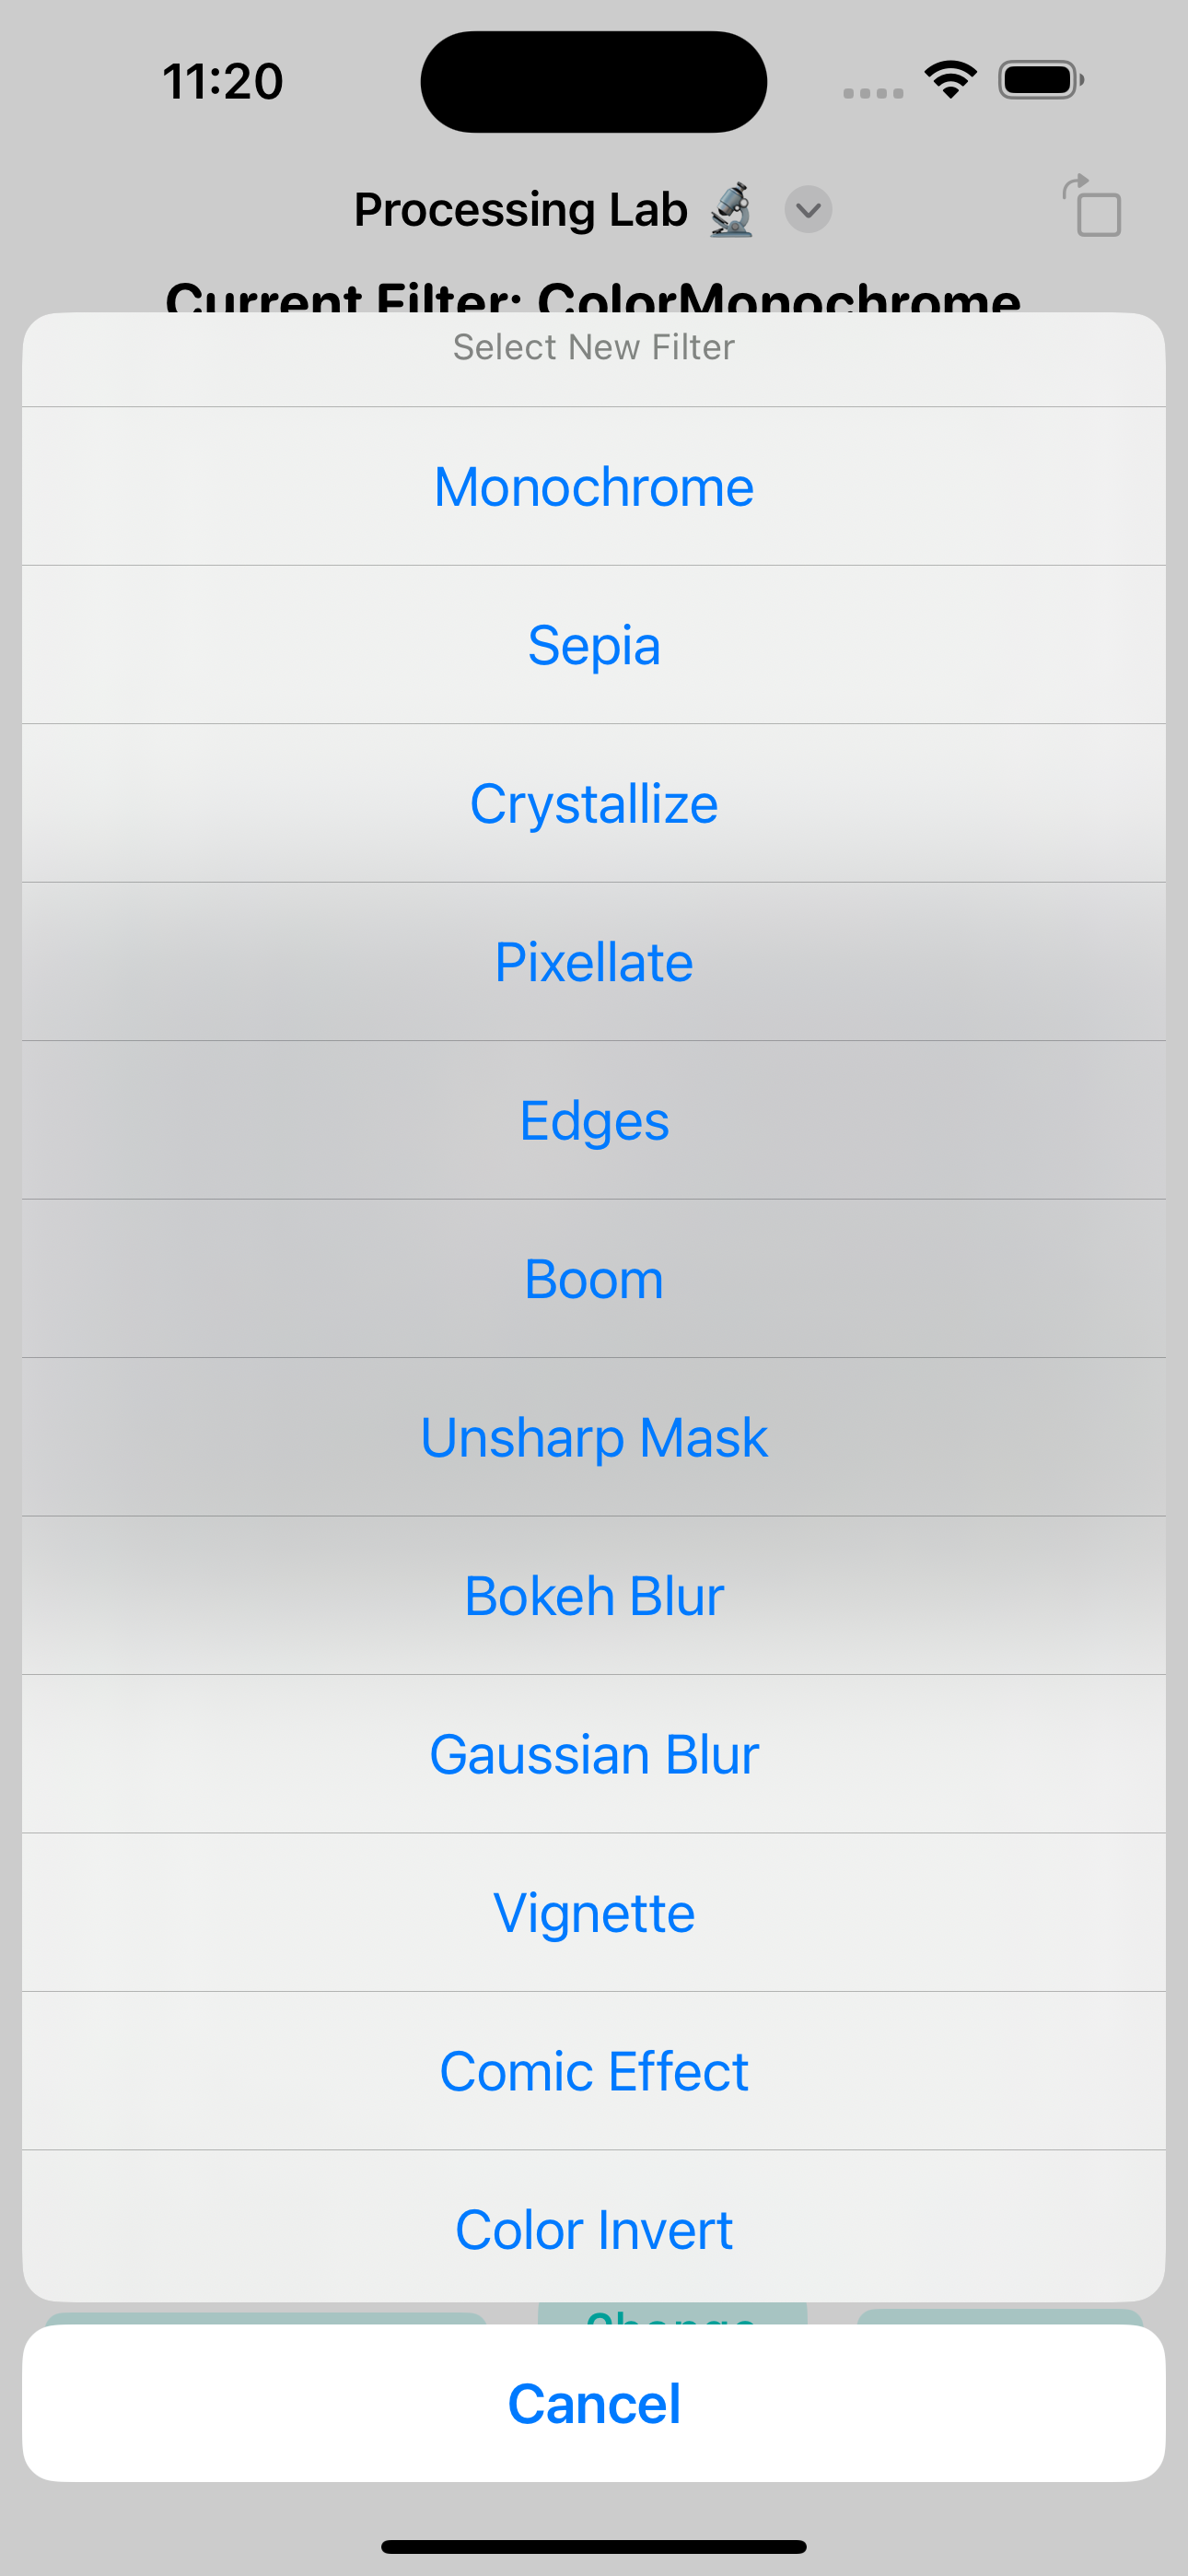 11:20
Processing Lab 🔬
Current Filter: ColorMonochrome
Select New Filter
Monochrome
Sepia
Crystallize
Pixellate
Edges
Boom
Unsharp Mask
Bokeh Blur
Gaussian Blur
Vignette
Comic Effect
Color Invert
Change
Cancel